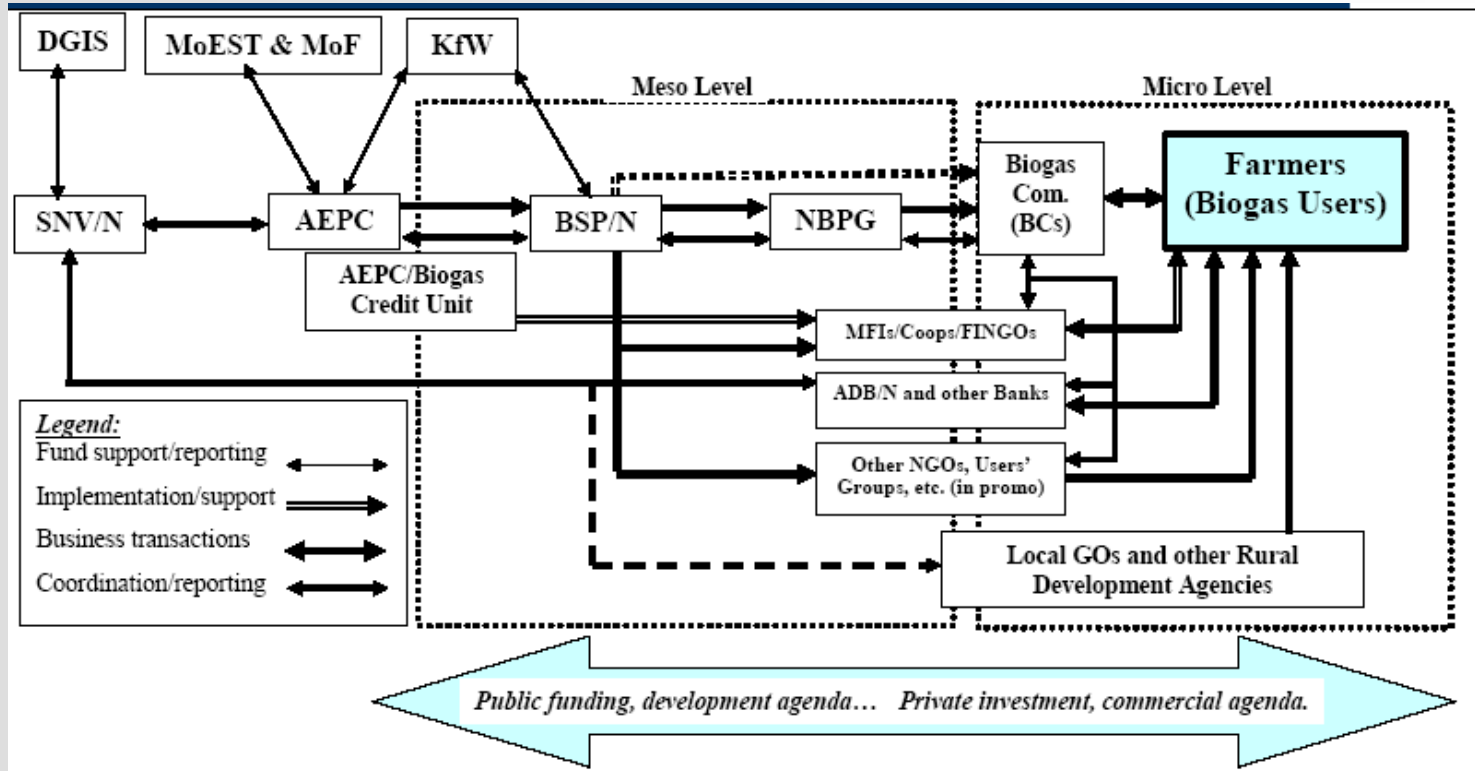 DGIS
MoEST & MoF
KfW
Meso Level
Micro Level
SNV/N
AEPC
BSP/N
NBPG
Biogas
Com.
(BCs)
Farmers
(Biogas Users)
AEPC/Biogas
Credit Unit
MFIs/Coops/FINGOs
ADB/N and other Banks
Other NGOs, Users’
Groups, etc. (in promo)
Local GOs and other Rural
Development Agencies
Legend:
Fund support/reporting
Implementation/support
Business transactions
Coordination/reporting
Public funding, development agenda… Private investment, commercial agenda.